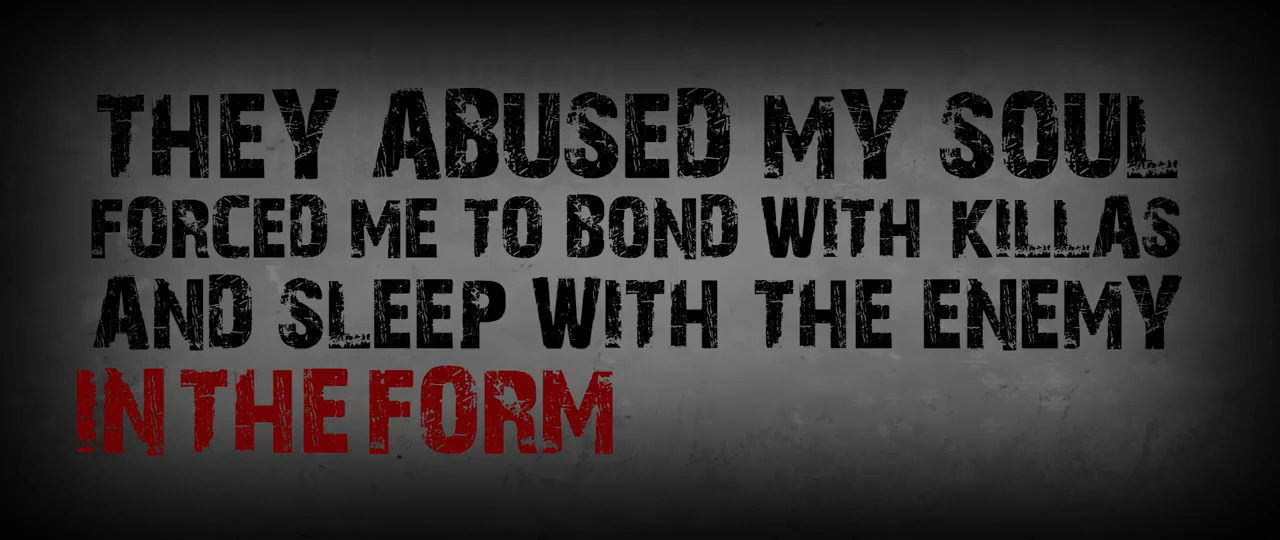 THEY ABUSED MY SOUL
FORCED ME TO BOND WITH KILLAS
AND SLEEP WITH THE ENEMY
IN THE FORM